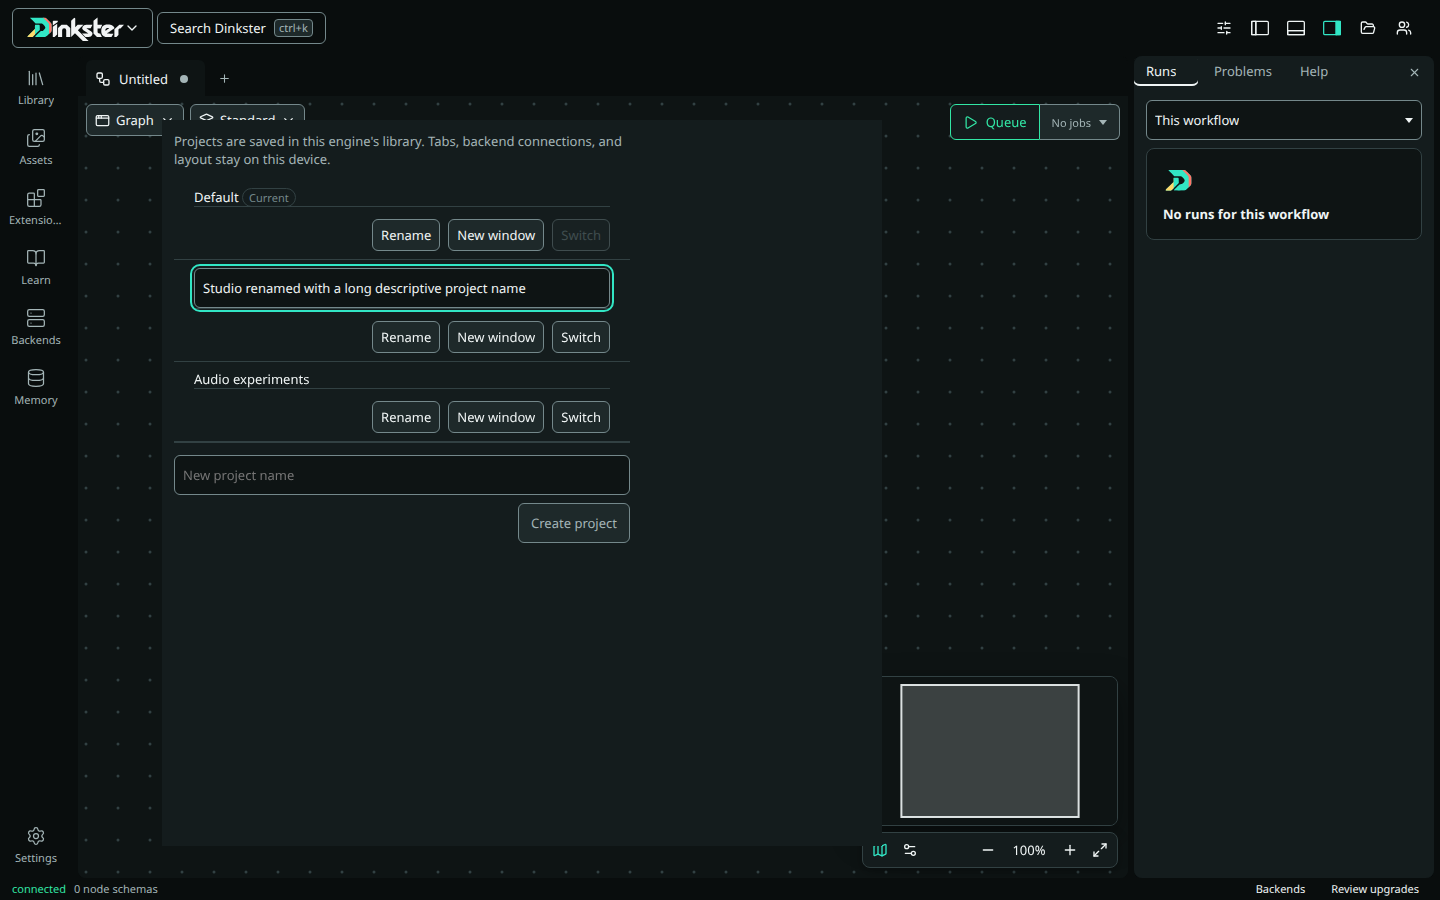 Dinkster
Search Dinkster ctrl+k
Library
Assets
Extensio...
Learn
Backends
Memory
Settings
Untitled
Graph
Standard
Queue
No jobs
Projects are saved in this engine's library. Tabs, backend connections, and
layout stay on this device.
Default Current
Rename New window Switch
Studio renamed with a long descriptive project name
Rename New window Switch
Audio experiments
Rename New window Switch
New project name
Create project
100%
Runs Problems Help
This workflow
No runs for this workflow
connected 0 node schemas
Backends Review upgrades